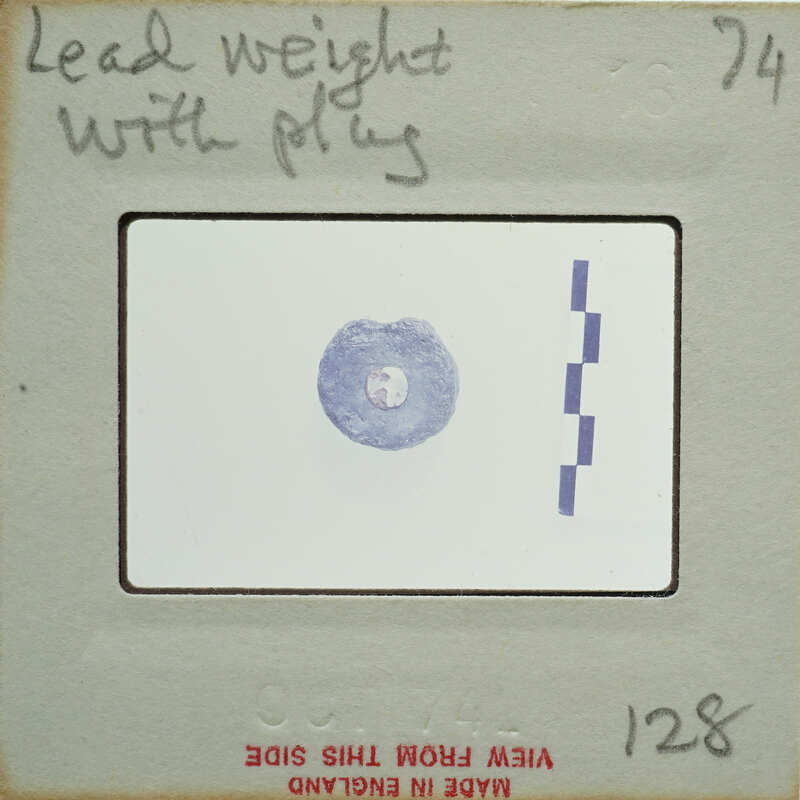 Lead weight 74
with plug
128
VIEW FROM THIS SIDE
MADE IN ENGLAND